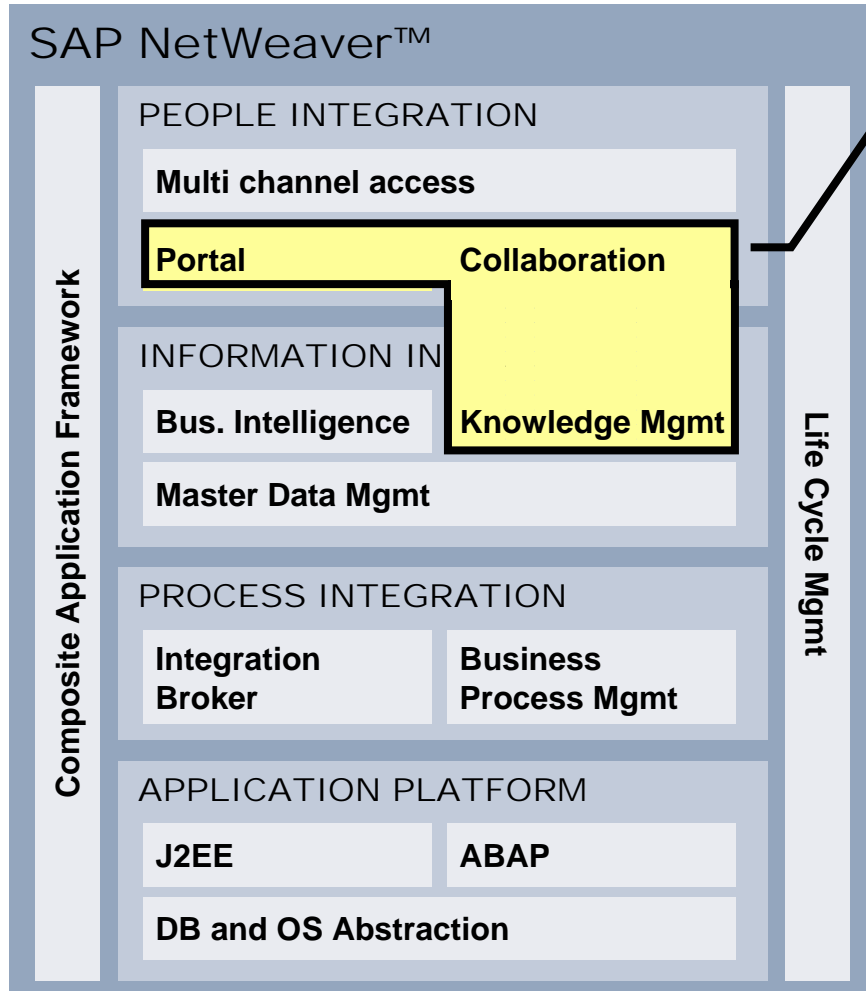 SAP NetWeaver™
Composite Application Framework
PEOPLE INTEGRATION
Multi channel access
Portal
Collaboration
INFORMATION IN
Bus. Intelligence
Knowledge Mgmt
Master Data Mgmt
PROCESS INTEGRATION
Integration
Broker
Business
Process Mgmt
APPLICATION PLATFORM
J2EE
ABAP
DB and OS Abstraction
Life Cycle Mgmt